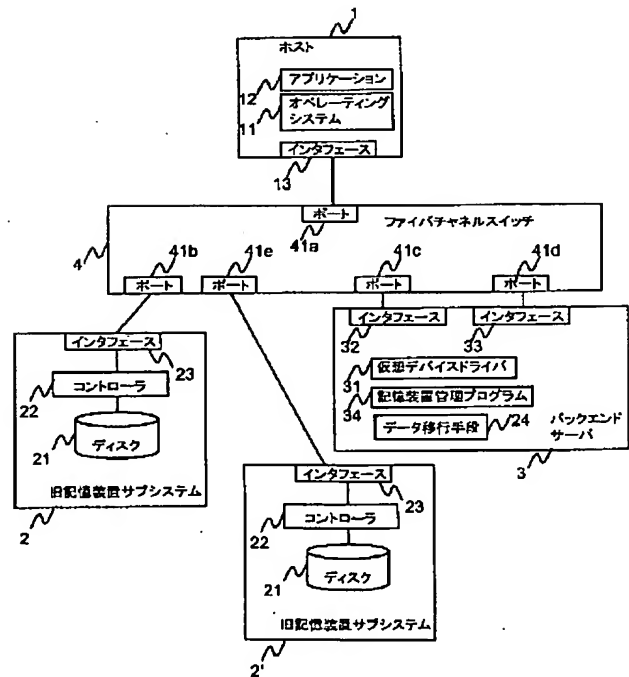 1
ホスト
アプリケーション
12
オペレーティング
システム
11
インタフェース
13
ポート
ファイバチャネルスイッチ
41a
4
41b
41e
41c
41d
ポート
ポート
ポート
ポート
インタフェース
23
コントローラ
22
ディスク
21
旧記憶装置サブシステム
2
インタフェース
インタフェース
32
33
仮想デバイスドライバ
31
記憶装置管理プログラム
34
データ移行手段
24
バックエンド
サーバ
3
インタフェース
23
コントローラ
22
ディスク
21
旧記憶装置サブシステム
2'